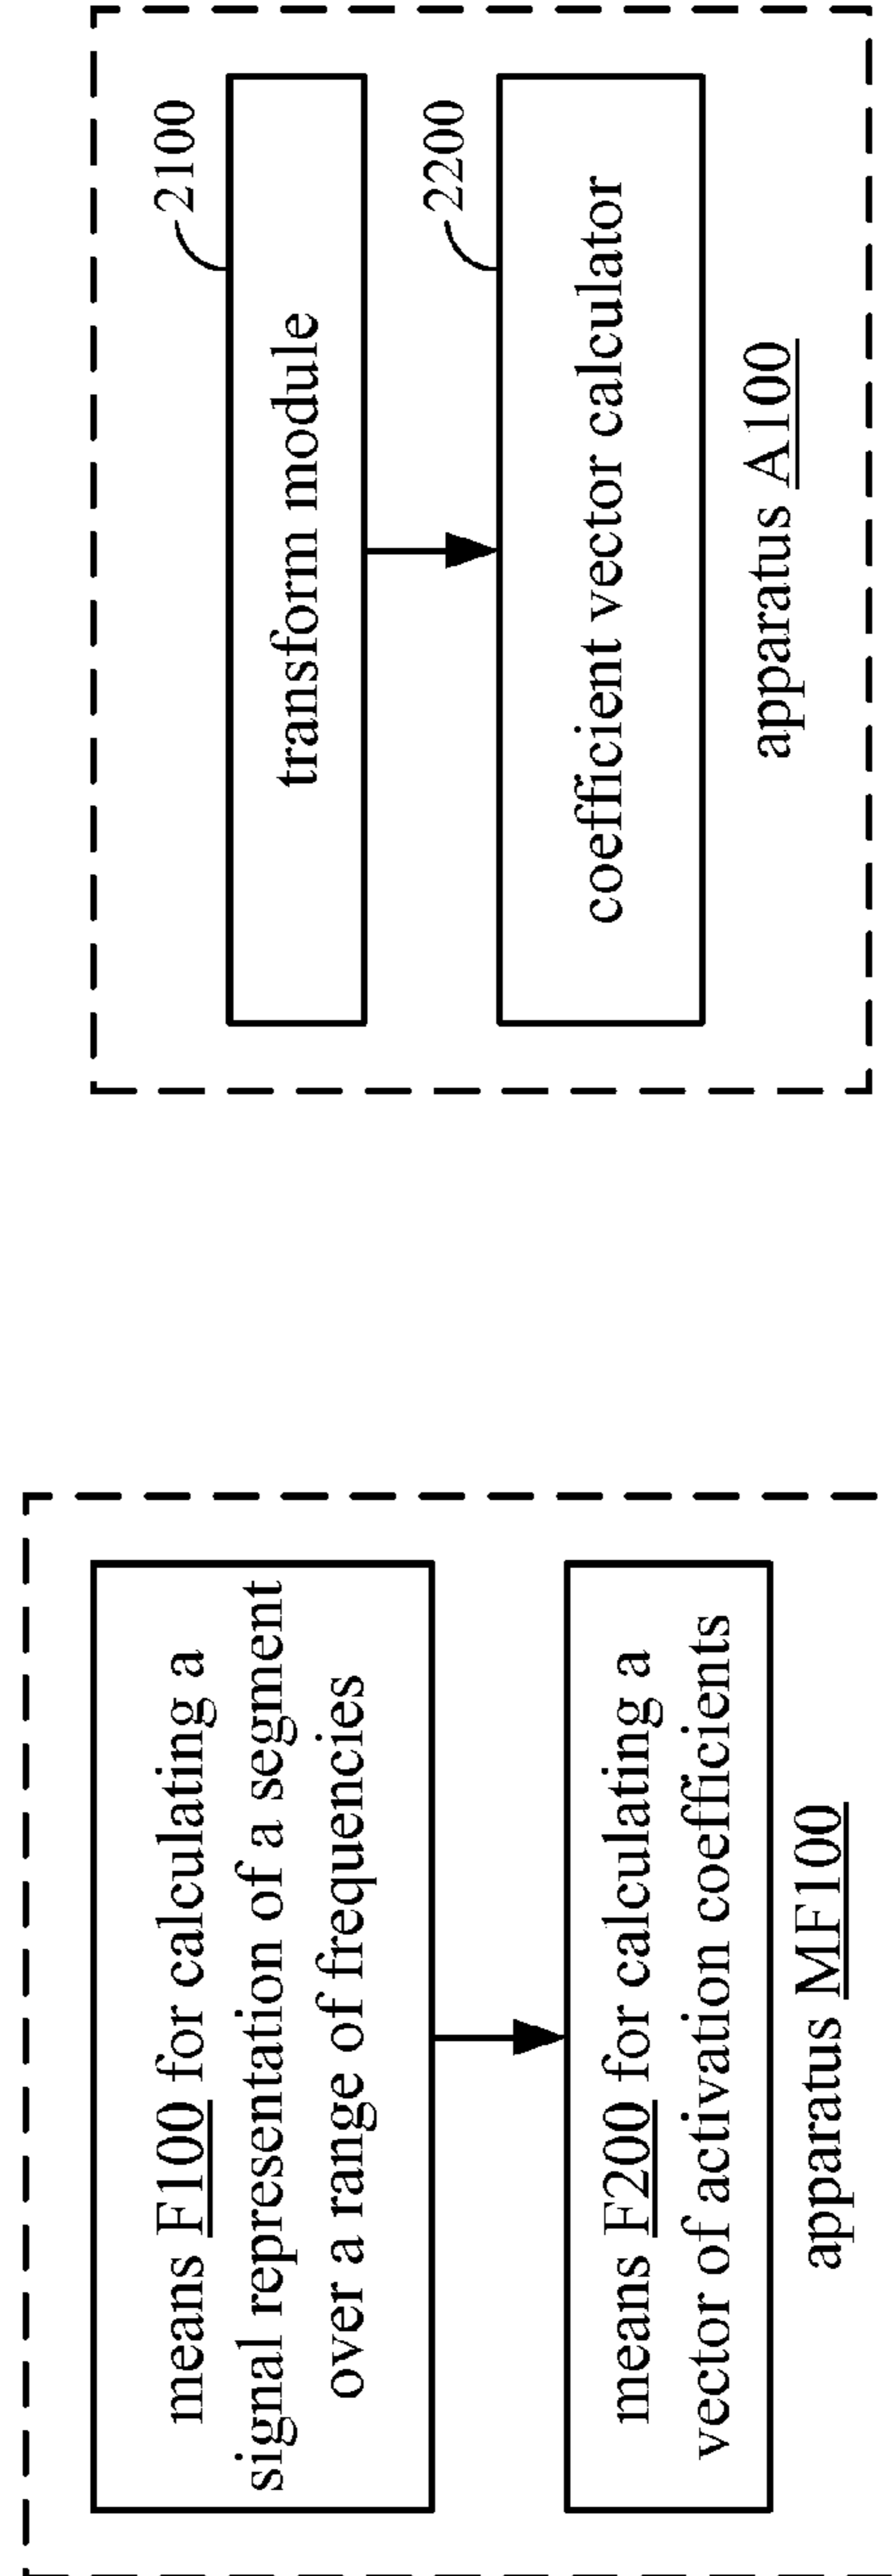 means F100 for calculating a
signal representation of a segment
over a range of frequencies
means F200 for calculating a
vector of activation coefficients
apparatus MF100
2100
transform module
2200
coefficient vector calculator
apparatus A100